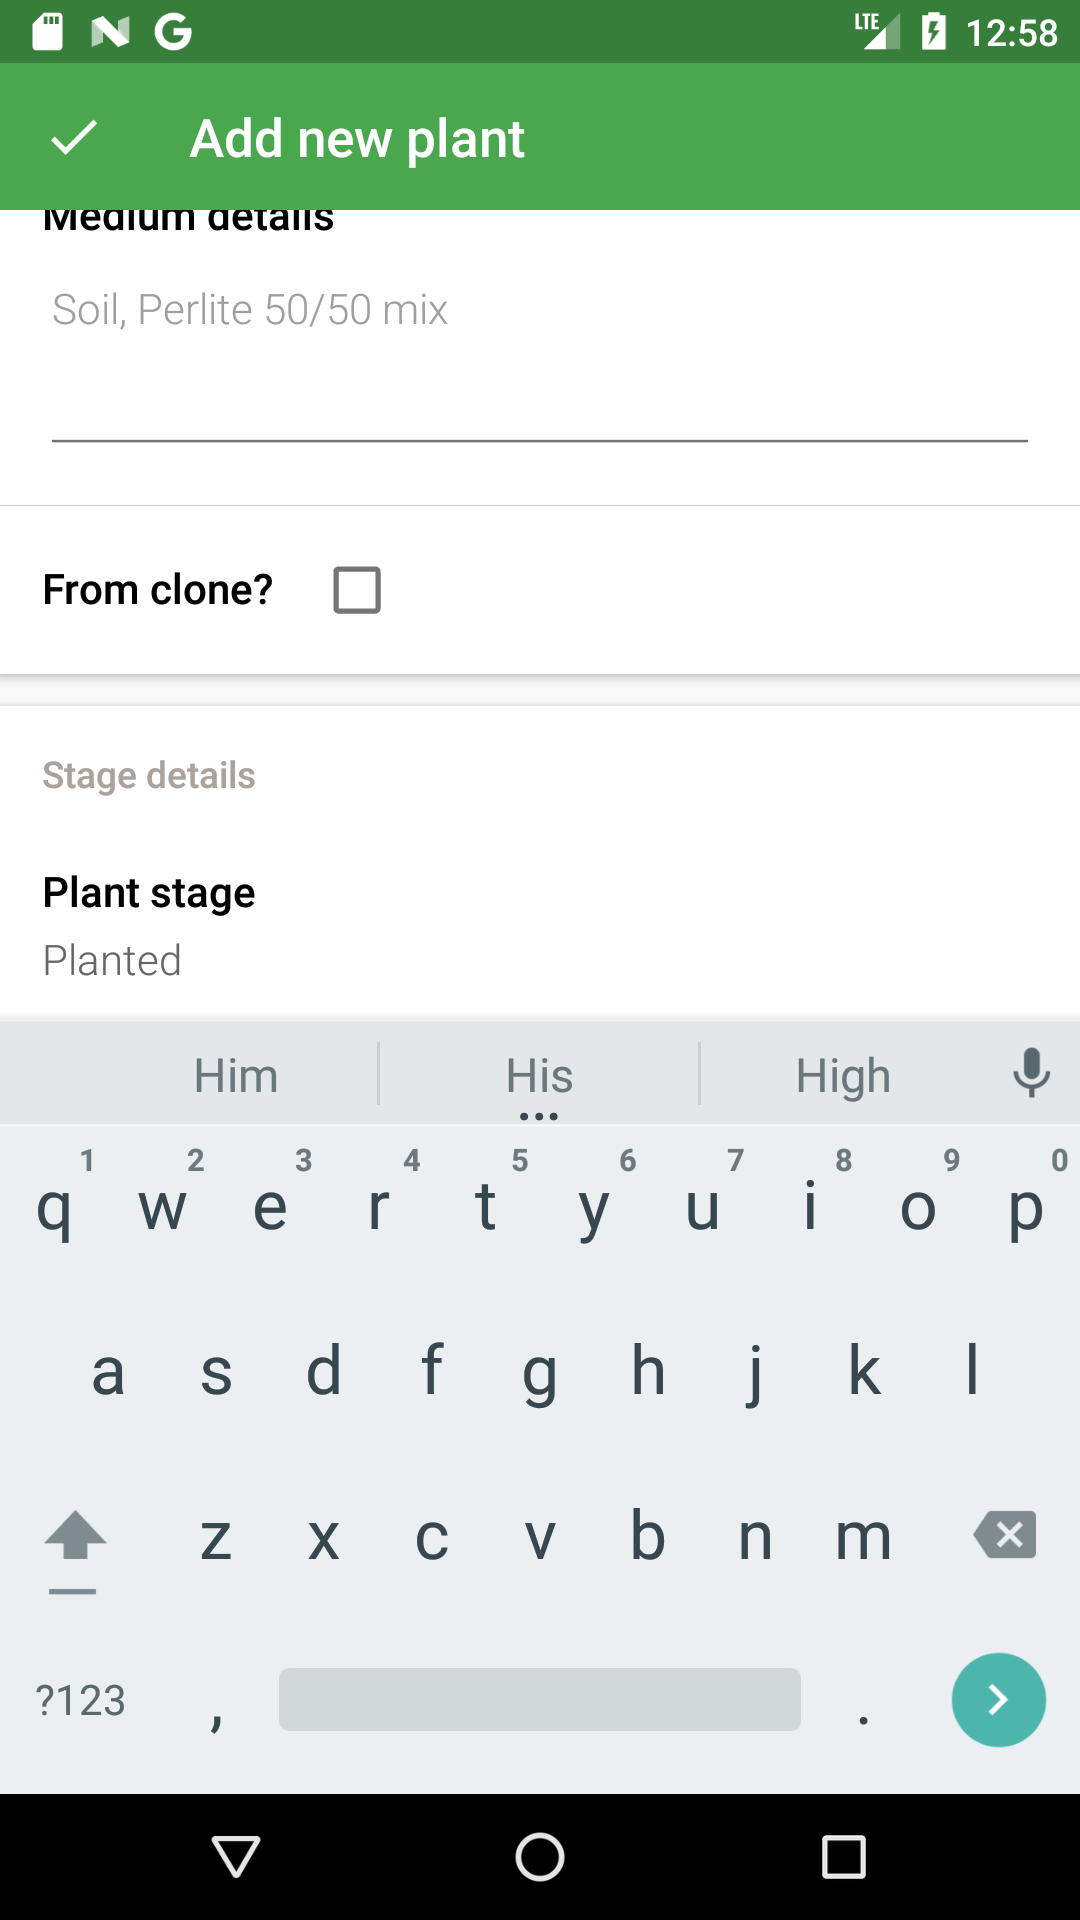 LTE 12:58
Add new plant
Medium details
Soil, Perlite 50/50 mix
From clone?
Stage details
Plant stage
Planted
Him His High
1 2 3 4 5 6 7 8 9 0
q w e r t y u i o p
a s d f g h j k l
z x c v b n m
?123 , .